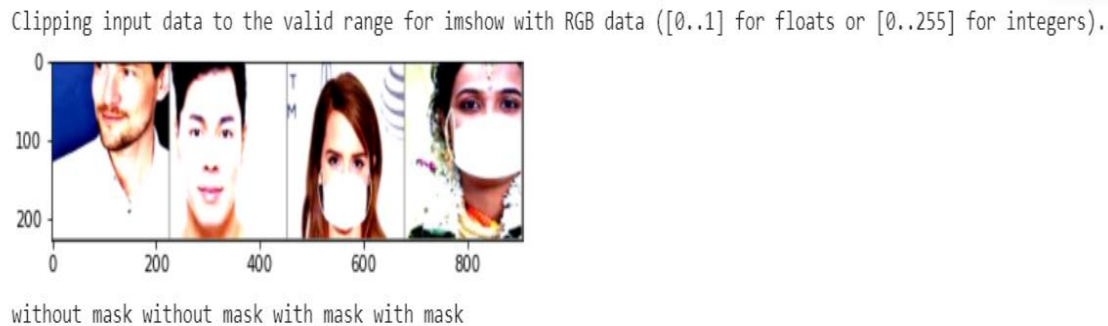 Clipping input data to the valid range for imshow with RGB data ([0..1] for floats or [0..255] for integers).
0
T
M
100
200
0 200 400 600 800
without mask without mask with mask with mask